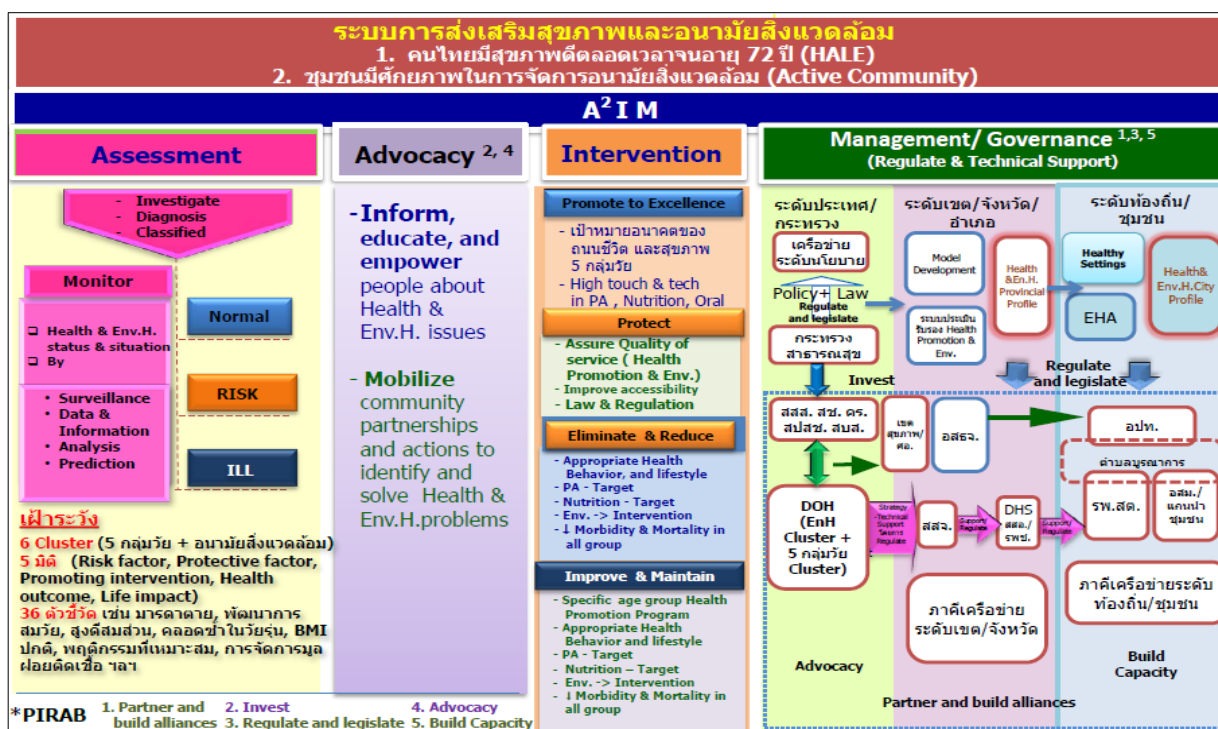 ระบบการส่งเสริมสุขภาพและอนามัยสิ่งแวดล้อม
1. คนไทยมีสุขภาพดีตลอดเวลาจนอายุ 72 ปี (HALE)
2. ชุมชนมีศักยภาพในการจัดการอนามัยสิ่งแวดล้อม (Active Community)
A² I M
Assessment
- Investigate
- Diagnosis
- Classified
Monitor
❑ Health & Env.H.
status & situation
❑ By
• Surveillance
• Data &
Information
• Analysis
• Prediction
Normal
RISK
ILL
เฝ้าระวัง
6 Cluster (5 กลุ่มวัย + อนามัยสิ่งแวดล้อม)
5 มิติ (Risk factor, Protective factor,
Promoting intervention, Health
outcome, Life impact)
36 ตัวชี้วัด เช่น มารดาตาย, พัฒนาการ
สมวัย, สูงดีสมส่วน, คลอดซ้ำในวัยรุ่น, BMI
ปกติ, พฤติกรรมที่เหมาะสม, การจัดการมูล
ฝอยติดเชื้อ ฯลฯ
Advocacy 2, 4
-Inform,
educate, and
empower
people about
Health &
Env.H. issues
- Mobilize
community
partnerships
and actions to
identify and
solve Health &
Env.H.problems
Intervention
Promote to Excellence
- เป้าหมายอนาคตของ
ถนนชีวิต และสุขภาพ
5 กลุ่มวัย
- High touch & tech
in PA , Nutrition, Oral
Protect
- Assure Quality of
service ( Health
Promotion & Env.)
- Improve accessibility
- Law & Regulation
Eliminate & Reduce
- Appropriate Health
Behavior, and lifestyle
- PA - Target
- Nutrition - Target
- Env. -> Intervention
- ↓ Morbidity & Mortality in
all group
Improve & Maintain
- Specific age group Health
Promotion Program
- Appropriate Health
Behavior and lifestyle
- PA - Target
- Nutrition – Target
- Env. -> Intervention
- ↓ Morbidity & Mortality in
all group
Management/ Governance 1,3, 5
(Regulate & Technical Support)
ระดับประเทศ/
กระทรวง
เครือข่าย
ระดับนโยบาย
Policy+ Law
Regulate
and legislate
กระทรวง
สาธารณสุข
Invest
ระดับเขต/จังหวัด/
อำเภอ
Model
Development
ระบบประเมิน
รับรอง Health
Promotion &
Env.
Health
&En.H.
Provincial
Profile
ระดับท้องถิ่น/
ชุมชน
Healthy
Settings
EHA
Health&
Env.H.City
Profile
Regulate
and legislate
สสส. สช. คร.
สปสช. สบส.
เขต
สุขภาพ/
ศอ.
อสธจ.
อปท.
ตำบลบูรณาการ
DOH
(EnH
Cluster +
5 กลุ่มวัย
Cluster)
Strategy
-Technical
Support
Regulate
สสจ.
Support/
Regulate
DHS
สสอ./
รพช.
Support/
Regulate
รพ.สต.
อสม./
แกนนำ
ชุมชน
ภาคีเครือข่าย
ระดับเขต/จังหวัด
ภาคีเครือข่ายระดับ
ท้องถิ่น/ชุมชน
Advocacy
Build
Capacity
Partner and build alliances
*PIRAB
1. Partner and
build alliances
2. Invest
3. Regulate and legislate
4. Advocacy
5. Build Capacity